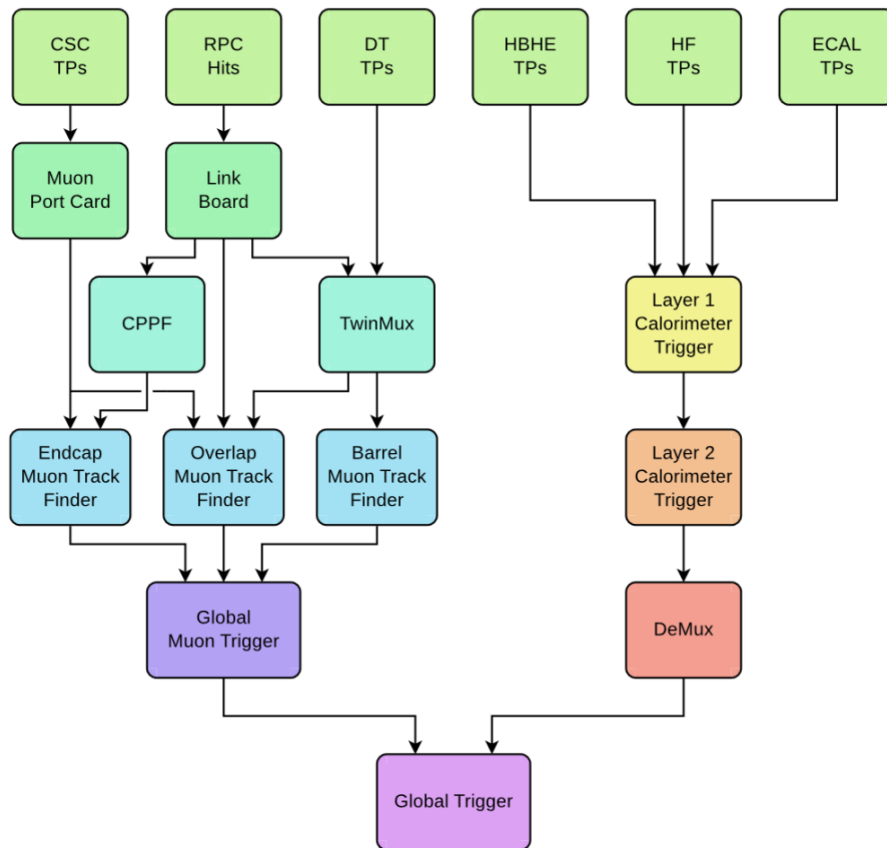 CSC
TPs
RPC
Hits
DT
TPs
HBHE
TPs
HF
TPs
ECAL
TPs
Muon
Port Card
Link
Board
CPPF
TwinMux
Layer 1
Calorimeter
Trigger
Endcap
Muon Track
Finder
Overlap
Muon Track
Finder
Barrel
Muon Track
Finder
Layer 2
Calorimeter
Trigger
Global
Muon Trigger
DeMux
Global Trigger